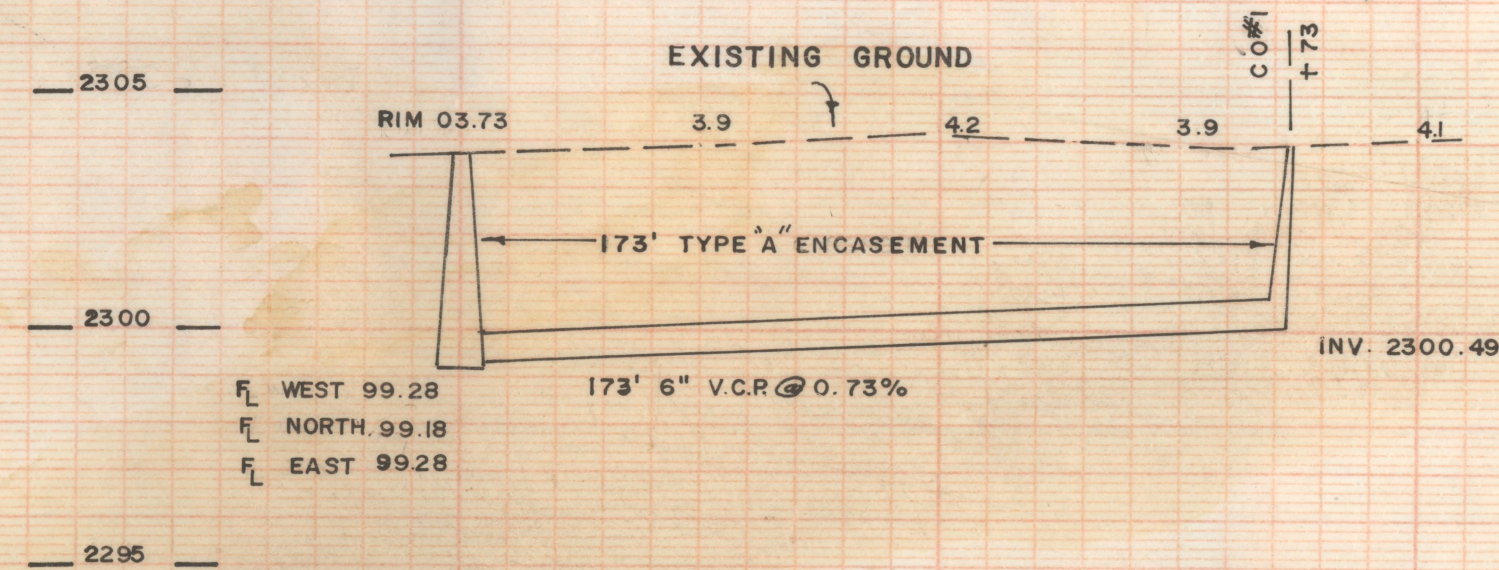 CO#1
+73
EXISTING GROUND
2305
RIM 03.73
3.9
4.2
3.9
4.1
173' TYPE "A" ENCASEMENT
2300
INV. 2300.49
173' 6" V.C.P. @ 0.73%
FL WEST 99.28
FL NORTH. 99.18
FL EAST 99.28
2295